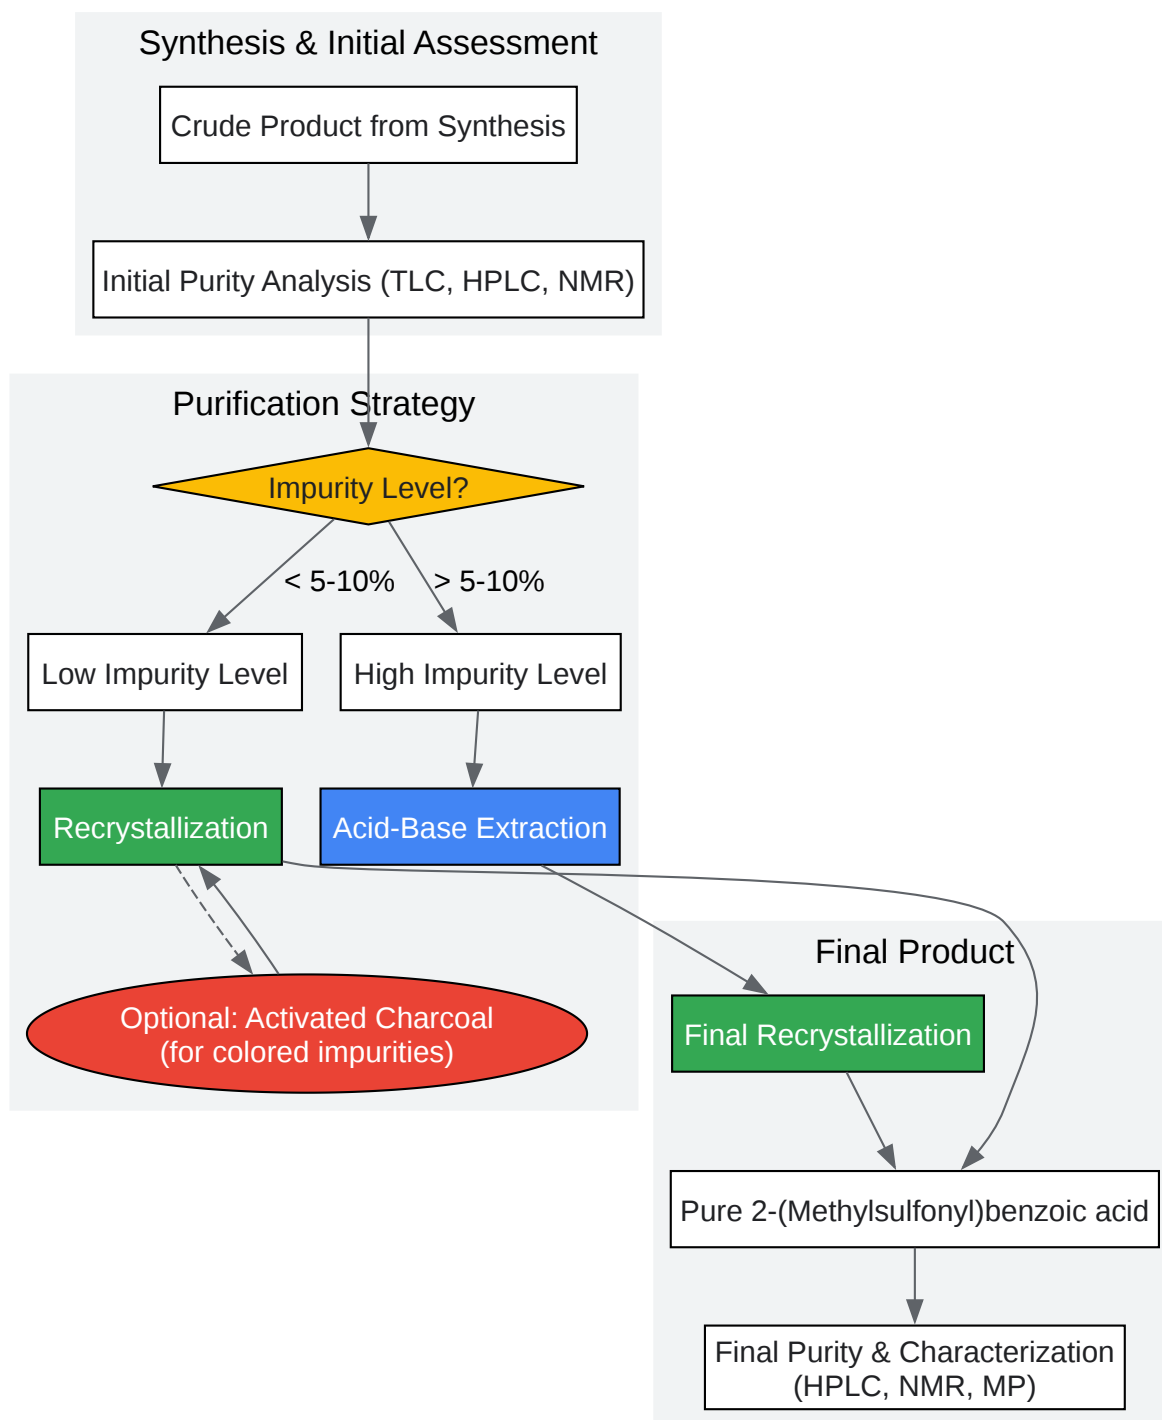 Synthesis & Initial Assessment
Crude Product from Synthesis
Initial Purity Analysis (TLC, HPLC, NMR)
Purification Strategy
Impurity Level?
< 5-10%
> 5-10%
Low Impurity Level
High Impurity Level
Recrystallization
Acid-Base Extraction
Optional: Activated Charcoal
(for colored impurities)
Final Product
Final Recrystallization
Pure 2-(Methylsulfonyl)benzoic acid
Final Purity & Characterization
(HPLC, NMR, MP)